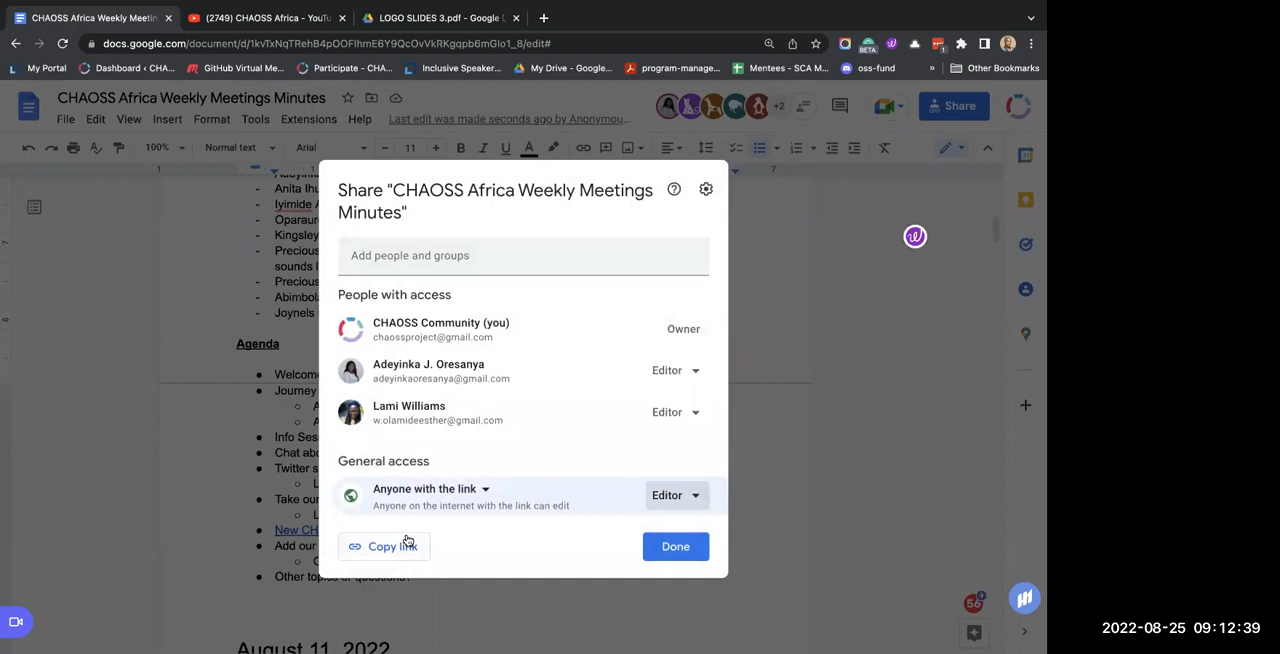 CHAOSS Africa Weekly Meetin
(2749) CHAOSS Africa - YouTu
LOGO SLIDES 3.pdf - Google D
docs.google.com/document/d/1kvTxNqTRehB4pOOFIhmE6Y9QcOvVkRKgqpb6mGIo1_8/edit#
BETA
1
My Portal
Dashboard < CHA...
GitHub Virtual Me...
Participate - CHA...
Inclusive Speaker...
My Drive - Google...
program-manage...
Mentees - SCA M...
oss-fund
»
Other Bookmarks
CHAOSS Africa Weekly Meetings Minutes
+2
Share
File Edit View Insert Format Tools Extensions Help
Last edit was made seconds ago by Anonymou...
100% Normal text Arial 11
1
7
Share "CHAOSS Africa Weekly Meetings
Minutes"
Add people and groups
People with access
CHAOSS Community (you)
chaossproject@gmail.com
Owner
Adeyinka J. Oresanya
adeyinkaoresanya@gmail.com
Editor
Lami Williams
w.olamideesther@gmail.com
Editor
General access
Anyone with the link
Anyone on the internet with the link can edit
Editor
Copy link
Done
- Anita Ihu
- Iyimide A
- Oparaure
- Kingsley
- Precious
sounds l
- Precious
- Abimbola
- Joynels
Agenda
Welcome
Journey
Info Ses
Chat abo
Twitter s
Take our
New CH
Add our
Other topics or questions?
August 11, 2022
56
2022-08-25 09:12:39